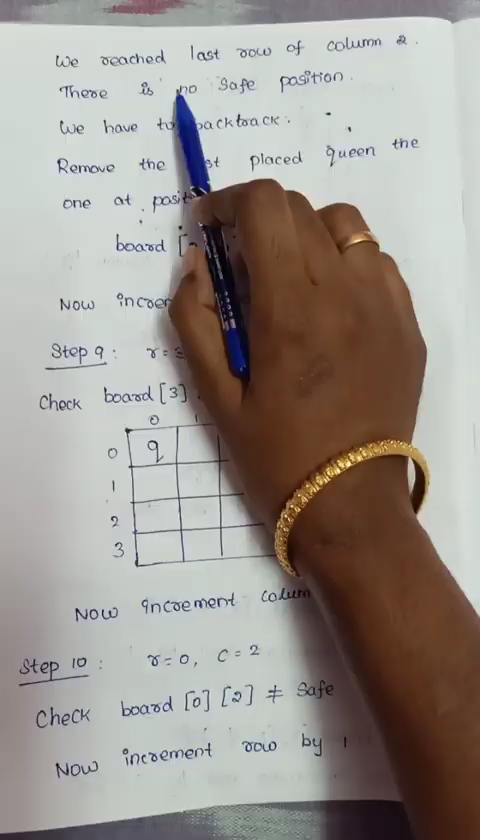 We reached last row of column 2.
There is no safe position.
We have to backtrack.
Remove the placed queen the
one at
board [
Now
Step 9 : r = 3
Check board [3]
0
0 q
1
2
3
Now increment
Step 10 : r = 0, c = 2
Check board [0] [2] ≠ Safe
Now increment row by 1